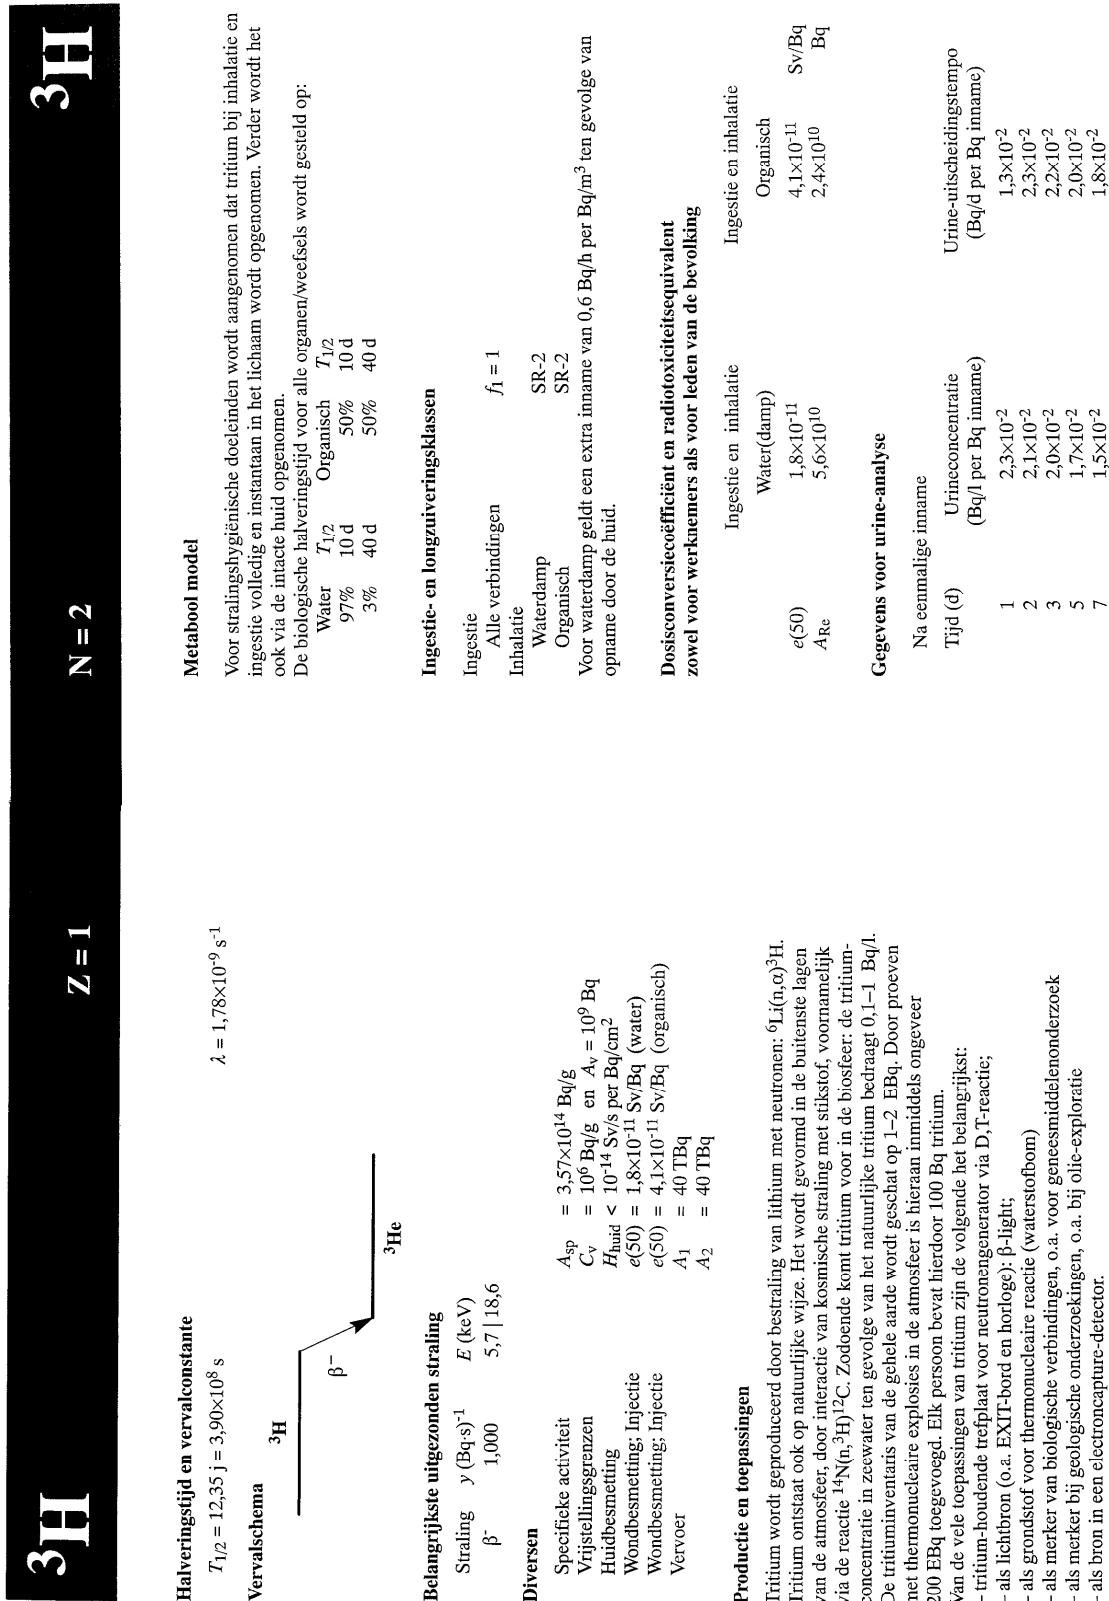 ³H
Z = 1
N = 2
³H
Halveringstijd en vervalconstante
T1/2 = 12,35 j = 3,90×10⁸ s λ = 1,78×10⁻⁹ s⁻¹
Vervalschema
³H
β⁻
³He
Belangrijkste uitgezonden straling
Straling y (Bq·s)⁻¹ E (keV)
β⁻ 1,000 5,7 | 18,6
Diversen
Specifieke activiteit Asp = 3,57×10¹⁴ Bq/g
Vrijstellingsgrenzen Cv = 10⁶ Bq/g en Av = 10⁹ Bq
Huidbesmetting Hhuid < 10⁻¹⁴ Sv/s per Bq/cm²
Wondbesmetting; Injectie e(50) = 1,8×10⁻¹¹ Sv/Bq (water)
Wondbesmetting; Injectie e(50) = 4,1×10⁻¹¹ Sv/Bq (organisch)
Vervoer A1 = 40 TBq
A2 = 40 TBq
Productie en toepassingen
Tritium wordt geproduceerd door bestraling van lithium met neutronen: ⁶Li(n,α)³H.
Tritium ontstaat ook op natuurlijke wijze. Het wordt gevormd in de buitenste lagen
van de atmosfeer, door interactie van kosmische straling met stikstof, voornamelijk
via de reactie ¹⁴N(n,³H)¹²C. Zodoende komt tritium voor in de biosfeer: de tritium-
concentratie in zeewater ten gevolge van het natuurlijke tritium bedraagt 0,1–1 Bq/l.
De tritiuminventaris van de gehele aarde wordt geschat op 1–2 EBq. Door proeven
met thermonucleaire explosies in de atmosfeer is hieraan inmiddels ongeveer
200 EBq toegevoegd. Elk persoon bevat hierdoor 100 Bq tritium.
Van de vele toepassingen van tritium zijn de volgende het belangrijkst:
- tritium-houdende trefplaat voor neutronengenerator via D,T-reactie;
- als lichtbron (o.a. EXIT-bord en horloge): β-light;
- als grondstof voor thermonucleaire reactie (waterstofbom)
- als merker van biologische verbindingen, o.a. voor geneesmiddelenonderzoek
- als merker bij geologische onderzoekingen, o.a. bij olie-exploratie
- als bron in een electroncapture-detector.
Metabool model
Voor stralingshygiënische doeleinden wordt aangenomen dat tritium bij inhalatie en
ingestie volledig en instantaan in het lichaam wordt opgenomen. Verder wordt het
ook via de intacte huid opgenomen.
De biologische halveringstijd voor alle organen/weefsels wordt gesteld op:
Water T1/2 Organisch T1/2
97% 10 d 50% 10 d
3% 40 d 50% 40 d
Ingestie- en longzuiveringsklassen
Ingestie
Alle verbindingen f1 = 1
Inhalatie
Waterdamp SR-2
Organisch SR-2
Voor waterdamp geldt een extra inname van 0,6 Bq/h per Bq/m³ ten gevolge van
opname door de huid.
Dosisconversiecoëfficiënt en radiotoxiciteitsequivalent
zowel voor werknemers als voor leden van de bevolking
Ingestie en inhalatie Ingestie en inhalatie
Water(damp) Organisch
e(50) 1,8×10⁻¹¹ 4,1×10⁻¹¹ Sv/Bq
ARe 5,6×10¹⁰ 2,4×10¹⁰ Bq
Gegevens voor urine-analyse
Na eenmalige inname
Tijd (d) Urineconcentratie Urine-uitscheidingstempo
(Bq/l per Bq inname) (Bq/d per Bq inname)
1 2,3×10⁻² 1,3×10⁻²
2 2,1×10⁻² 2,3×10⁻²
3 2,0×10⁻² 2,2×10⁻²
5 1,7×10⁻² 2,0×10⁻²
7 1,5×10⁻² 1,8×10⁻²